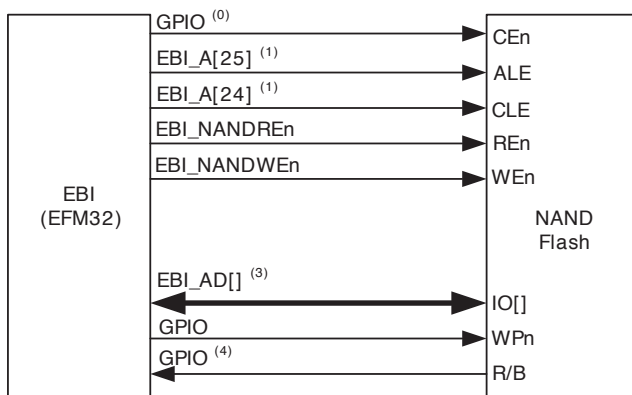 GPIO (0) CEn
EBI_A[25] (1) ALE
EBI_A[24] (1) CLE
EBI_NANDREn REn
EBI_NANDWEn WEn
EBI
(EFM32)
NAND
Flash
EBI_AD[] (3) IO[]
GPIO WPn
GPIO (4) R/B